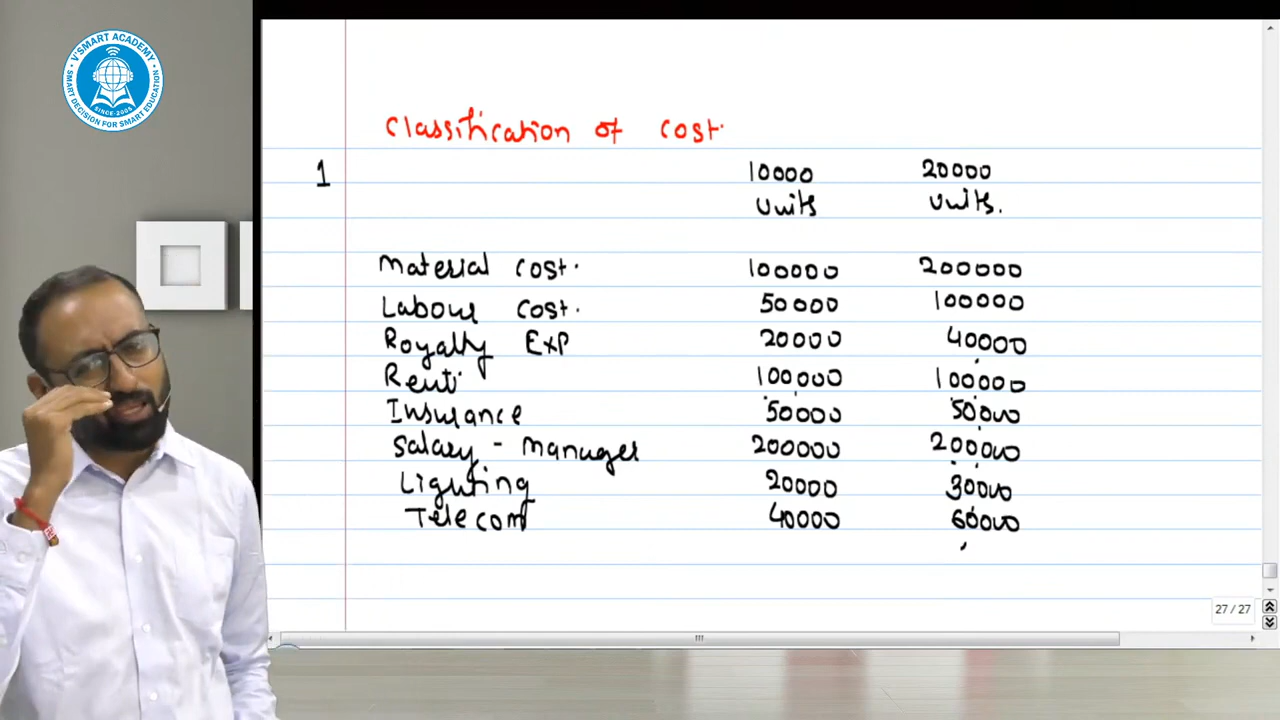 V'SMART ACADEMY
SMART DECISION FOR SMART EDUCATION
SINCE-2005
Classification of cost.
1 10000 20000
Units Units.
Material Cost. 100000 200000
Labour Cost. 50000 100000
Royalty Exp 20000 40000
Rent 100000 100000
Insurance 50000 50000
Salary - Manager 200000 200000
Lighting 20000 30000
Telecom 40000 60000
27 / 27